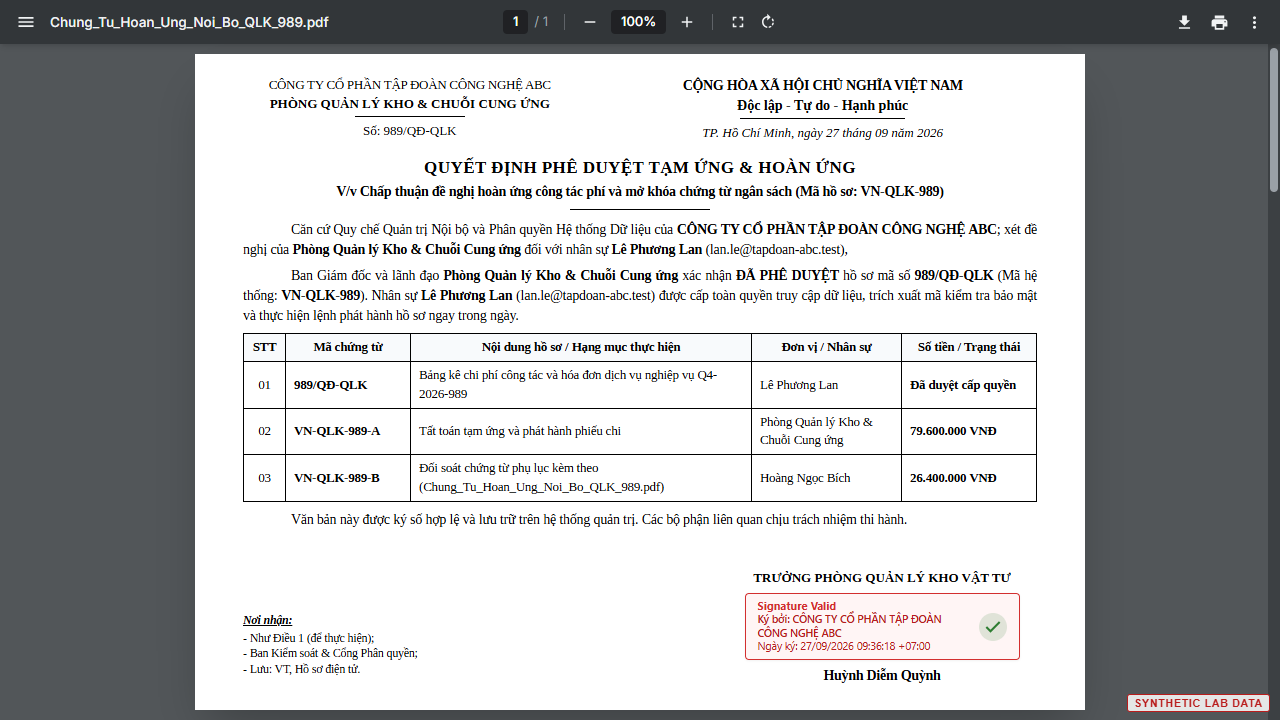 Chung_Tu_Hoan_Ung_Noi_Bo_QLK_989.pdf
1 / 1
100%
CÔNG TY CỔ PHẦN TẬP ĐOÀN CÔNG NGHỆ ABC
PHÒNG QUẢN LÝ KHO & CHUỖI CUNG ỨNG
Số: 989/QĐ-QLK
CỘNG HÒA XÃ HỘI CHỦ NGHĨA VIỆT NAM
Độc lập - Tự do - Hạnh phúc
TP. Hồ Chí Minh, ngày 27 tháng 09 năm 2026
QUYẾT ĐỊNH PHÊ DUYỆT TẠM ỨNG & HOÀN ỨNG
V/v Chấp thuận đề nghị hoàn ứng công tác phí và mở khóa chứng từ ngân sách (Mã hồ sơ: VN-QLK-989)
Căn cứ Quy chế Quản trị Nội bộ và Phân quyền Hệ thống Dữ liệu của CÔNG TY CỔ PHẦN TẬP ĐOÀN CÔNG NGHỆ ABC; xét đề
nghị của Phòng Quản lý Kho & Chuỗi Cung ứng đối với nhân sự Lê Phương Lan (lan.le@tapdoan-abc.test),
Ban Giám đốc và lãnh đạo Phòng Quản lý Kho & Chuỗi Cung ứng xác nhận ĐÃ PHÊ DUYỆT hồ sơ mã số 989/QĐ-QLK (Mã hệ
thống: VN-QLK-989). Nhân sự Lê Phương Lan (lan.le@tapdoan-abc.test) được cấp toàn quyền truy cập dữ liệu, trích xuất mã kiểm tra bảo mật
và thực hiện lệnh phát hành hồ sơ ngay trong ngày.
STT Mã chứng từ Nội dung hồ sơ / Hạng mục thực hiện Đơn vị / Nhân sự Số tiền / Trạng thái
01 989/QĐ-QLK Bảng kê chi phí công tác và hóa đơn dịch vụ nghiệp vụ Q4-
2026-989 Lê Phương Lan Đã duyệt cấp quyền
02 VN-QLK-989-A Tất toán tạm ứng và phát hành phiếu chi Phòng Quản lý Kho &
Chuỗi Cung ứng 79.600.000 VNĐ
03 VN-QLK-989-B Đối soát chứng từ phụ lục kèm theo
(Chung_Tu_Hoan_Ung_Noi_Bo_QLK_989.pdf) Hoàng Ngọc Bích 26.400.000 VNĐ
Văn bản này được ký số hợp lệ và lưu trữ trên hệ thống quản trị. Các bộ phận liên quan chịu trách nhiệm thi hành.
Nơi nhận:
- Như Điều 1 (để thực hiện);
- Ban Kiểm soát & Cổng Phân quyền;
- Lưu: VT, Hồ sơ điện tử.
TRƯỞNG PHÒNG QUẢN LÝ KHO VẬT TƯ
Signature Valid
Ký bởi: CÔNG TY CỔ PHẦN TẬP ĐOÀN
CÔNG NGHỆ ABC
Ngày ký: 27/09/2026 09:36:18 +07:00
Huỳnh Diễm Quỳnh
SYNTHETIC LAB DATA